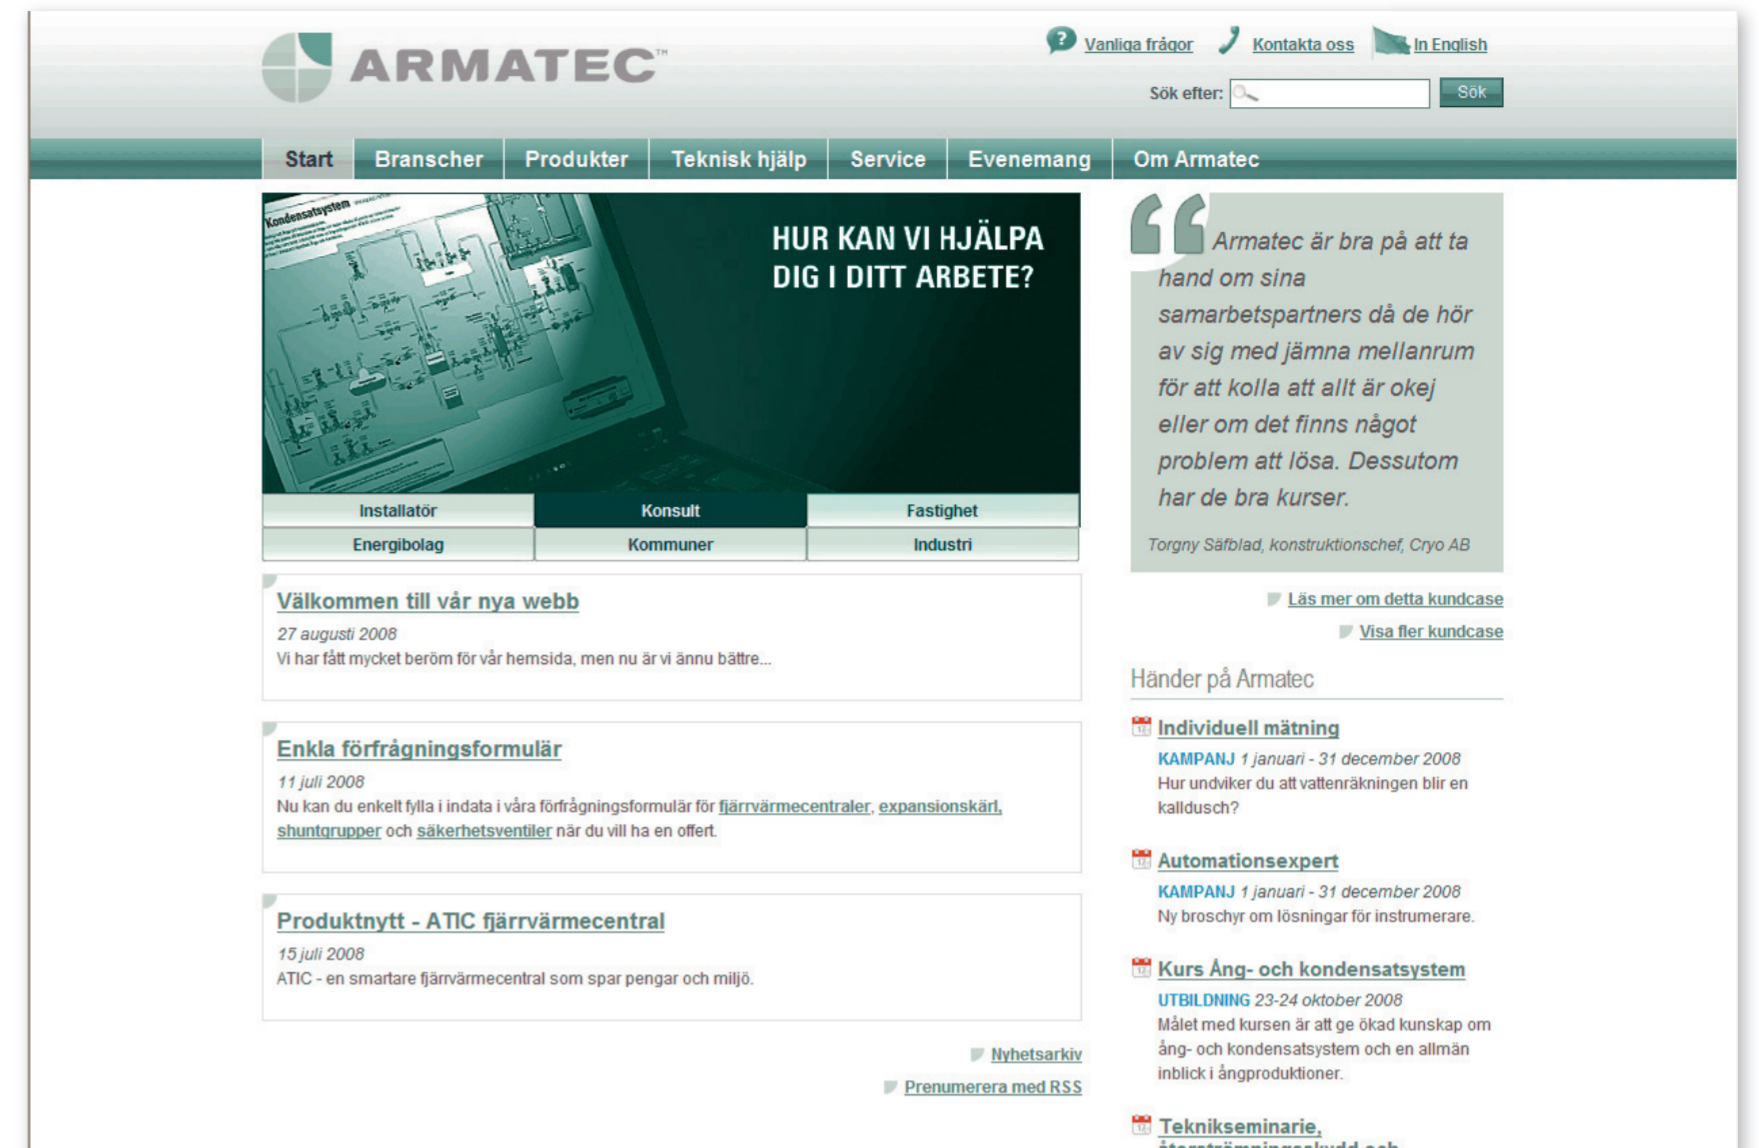 ARMATEC™
Vanliga frågor
Kontakta oss
In English
Sök efter:
Sök
Start
Branscher
Produkter
Teknisk hjälp
Service
Evenemang
Om Armatec
Kondensatsystem
HUR KAN VI HJÄLPA
DIG I DITT ARBETE?
Installatör
Konsult
Fastighet
Energibolag
Kommuner
Industri
Välkommen till vår nya webb
27 augusti 2008
Vi har fått mycket beröm för vår hemsida, men nu är vi ännu bättre...
Enkla förfrågningsformulär
11 juli 2008
Nu kan du enkelt fylla i indata i våra förfrågningsformulär för fjärrvärmecentraler, expansionskärl,
shuntgrupper och säkerhetsventiler när du vill ha en offert.
Produktnytt - ATIC fjärrvärmecentral
15 juli 2008
ATIC - en smartare fjärrvärmecentral som spar pengar och miljö.
Nyhetsarkiv
Prenumerera med RSS
Armatec är bra på att ta
hand om sina
samarbetspartners då de hör
av sig med jämna mellanrum
för att kolla att allt är okej
eller om det finns något
problem att lösa. Dessutom
har de bra kurser.
Torgny Säfblad, konstruktionschef, Cryo AB
Läs mer om detta kundcase
Visa fler kundcase
Händer på Armatec
Individuell mätning
KAMPANJ 1 januari - 31 december 2008
Hur undviker du att vattenräkningen blir en
kalldusch?
Automationsexpert
KAMPANJ 1 januari - 31 december 2008
Ny broschyr om lösningar för instrumerare.
Kurs Ång- och kondensatsystem
UTBILDNING 23-24 oktober 2008
Målet med kursen är att ge ökad kunskap om
ång- och kondensatsystem och en allmän
inblick i ångproduktioner.
Teknikseminarie,
återströmningsskydd och